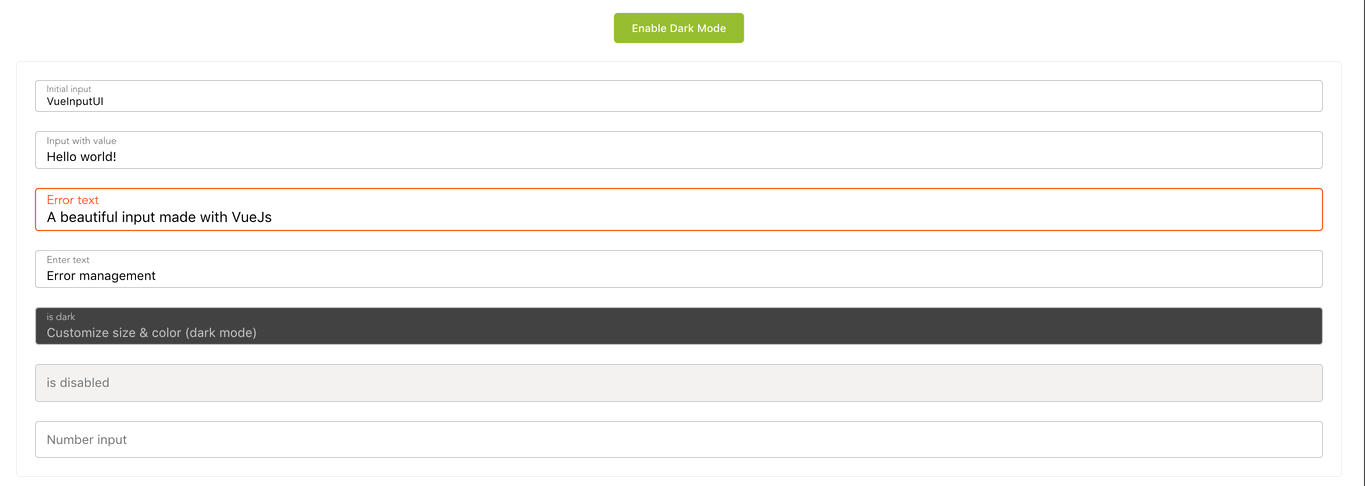 Enable Dark Mode
Initial input
VueInputUI
Input with value
Hello world!
Error text
A beautiful input made with VueJs
Enter text
Error management
is dark
Customize size & color (dark mode)
is disabled
Number input